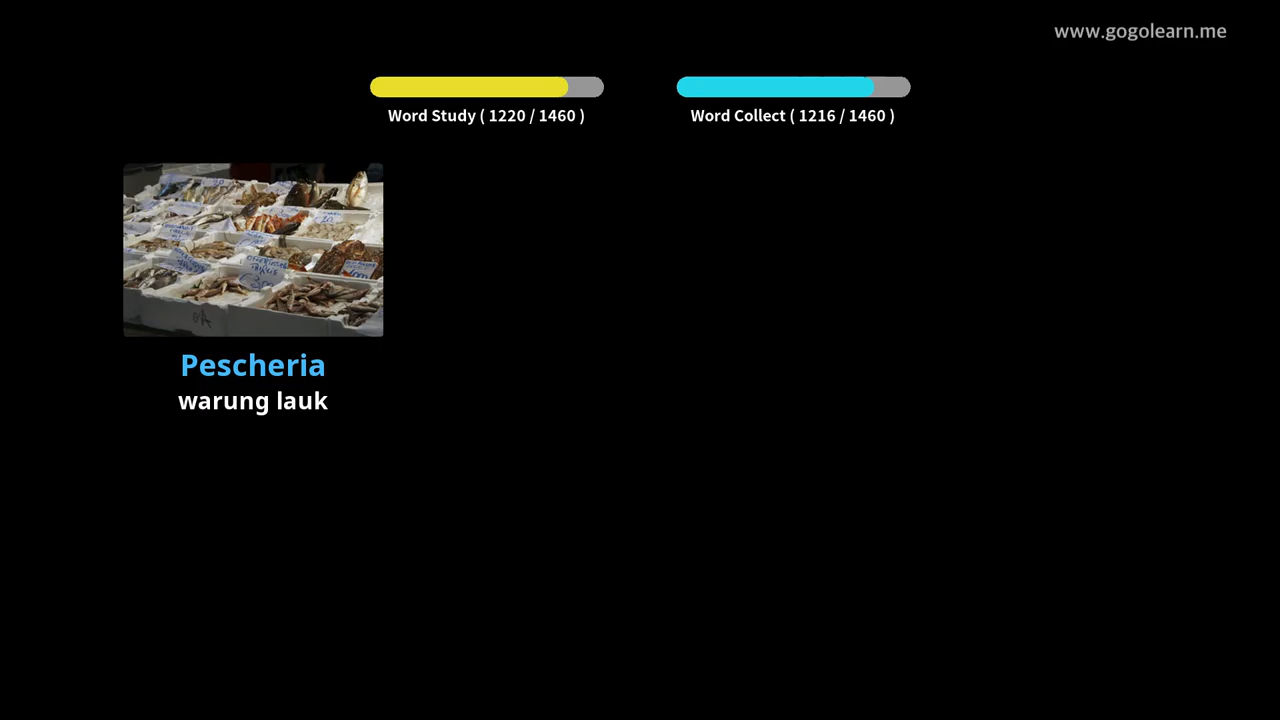 www.gogolearn.me
Word Study ( 1220 / 1460 )
Word Collect ( 1216 / 1460 )
Pescheria
warung lauk